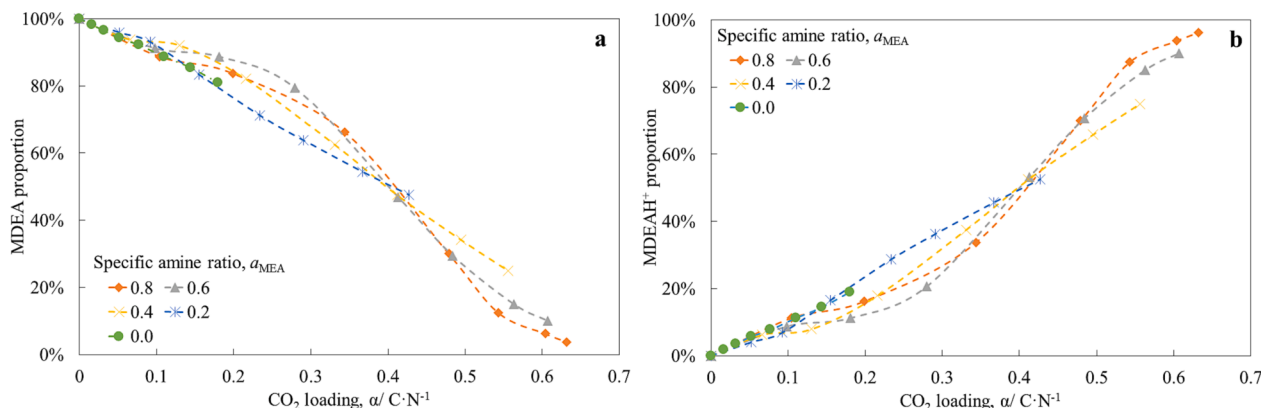 100%
80%
60%
40%
20%
0%
MDEA proportion
a
Specific amine ratio, aMEA
0.8 0.6
0.4 0.2
0.0
0 0.1 0.2 0.3 0.4 0.5 0.6 0.7
CO2 loading, α/ C·N-1
100%
80%
60%
40%
20%
0%
MDEAH+ proportion
Specific amine ratio, aMEA
b
0.8 0.6
0.4 0.2
0.0
0 0.1 0.2 0.3 0.4 0.5 0.6 0.7
CO2 loading, α/ C·N-1